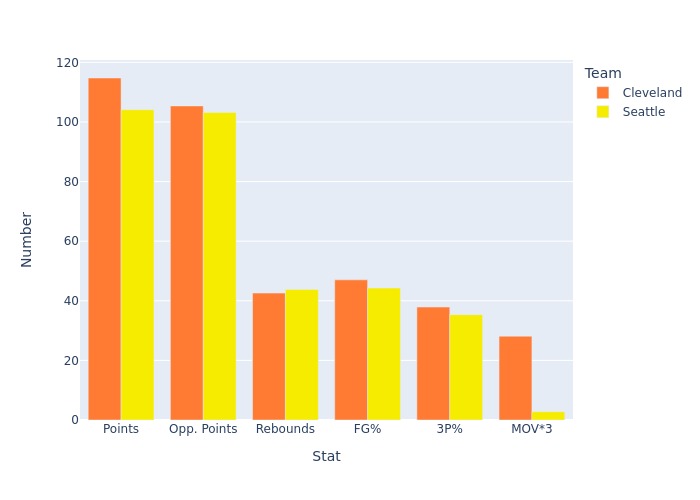 120
100
80
60
40
20
0
Number
Points
Opp. Points
Rebounds
FG%
3P%
MOV*3
Stat
Team
Cleveland
Seattle